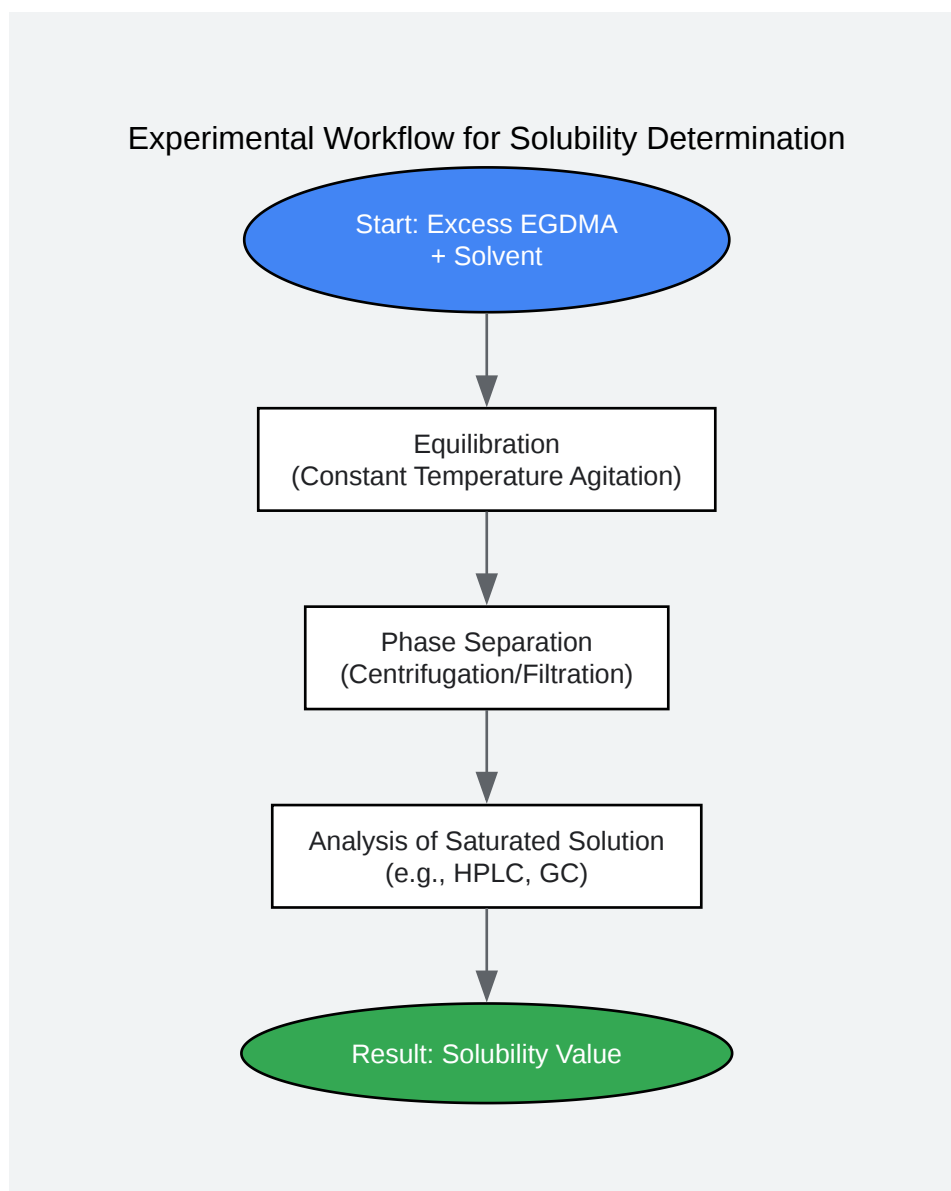 Experimental Workflow for Solubility Determination
Start: Excess EGDMA
+ Solvent
Equilibration
(Constant Temperature Agitation)
Phase Separation
(Centrifugation/Filtration)
Analysis of Saturated Solution
(e.g., HPLC, GC)
Result: Solubility Value